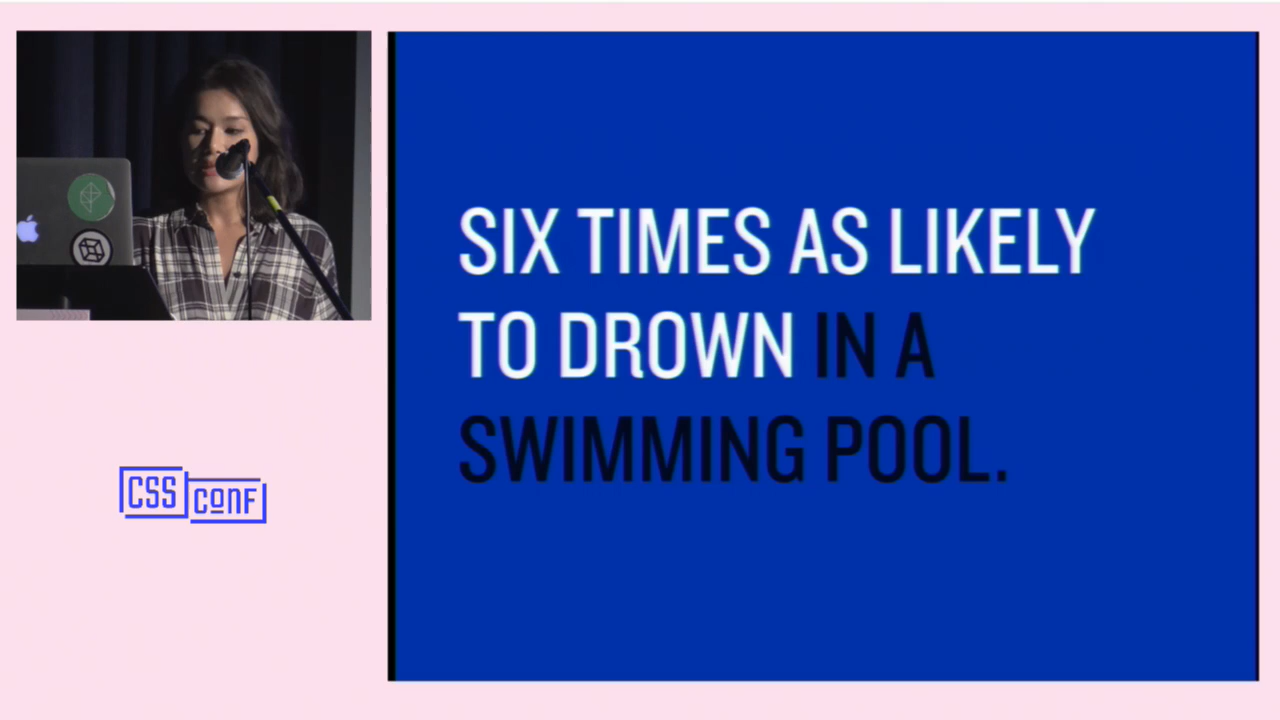 SIX TIMES AS LIKELY
TO DROWN IN A
SWIMMING POOL.
CSS
CONF